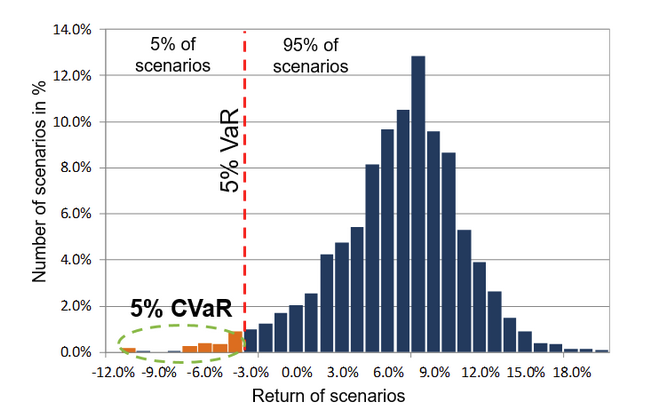 14.0%
12.0%
10.0%
8.0%
6.0%
4.0%
2.0%
0.0%
Number of scenarios in %
5% of
scenarios
95% of
scenarios
5% VaR
5% CVaR
-12.0% -9.0% -6.0% -3.0% 0.0% 3.0% 6.0% 9.0% 12.0% 15.0% 18.0%
Return of scenarios